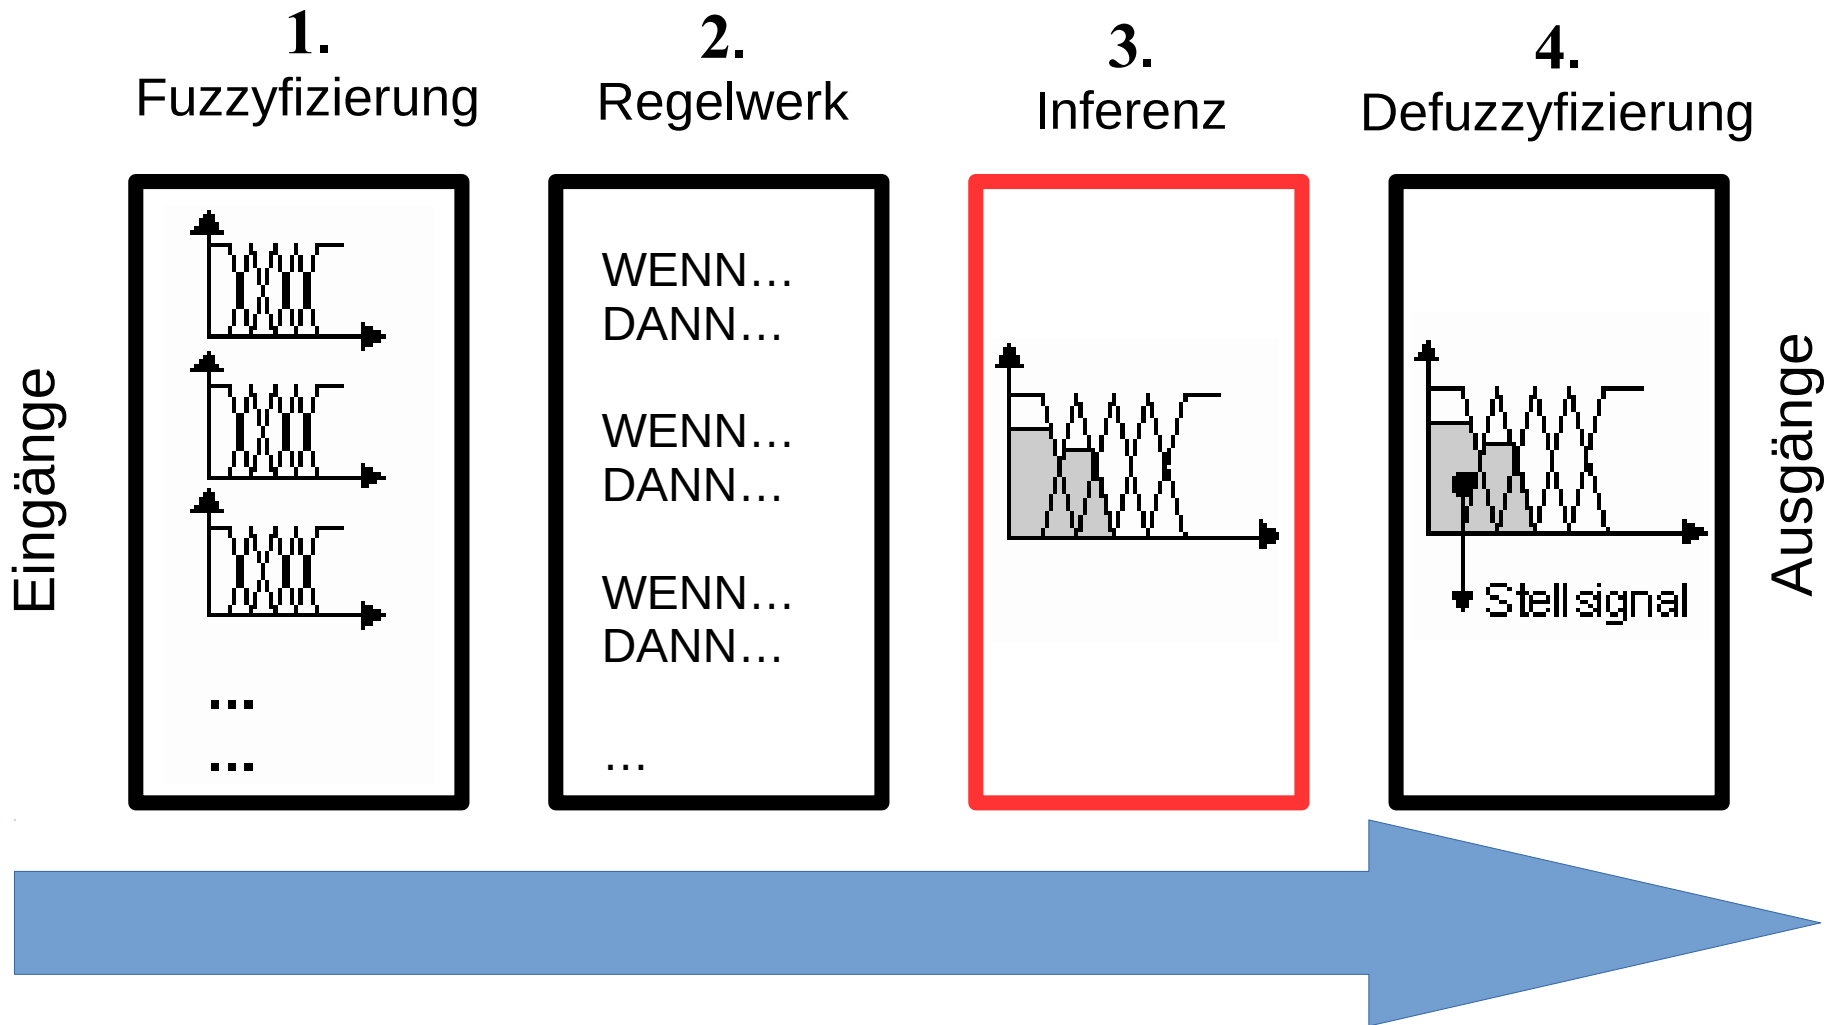 1.
Fuzzyfizierung
2.
Regelwerk
3.
Inferenz
4.
Defuzzyfizierung
Eingänge
...
...
WENN…
DANN…
WENN…
DANN…
WENN…
DANN…
…
Stellsignal
Ausgänge